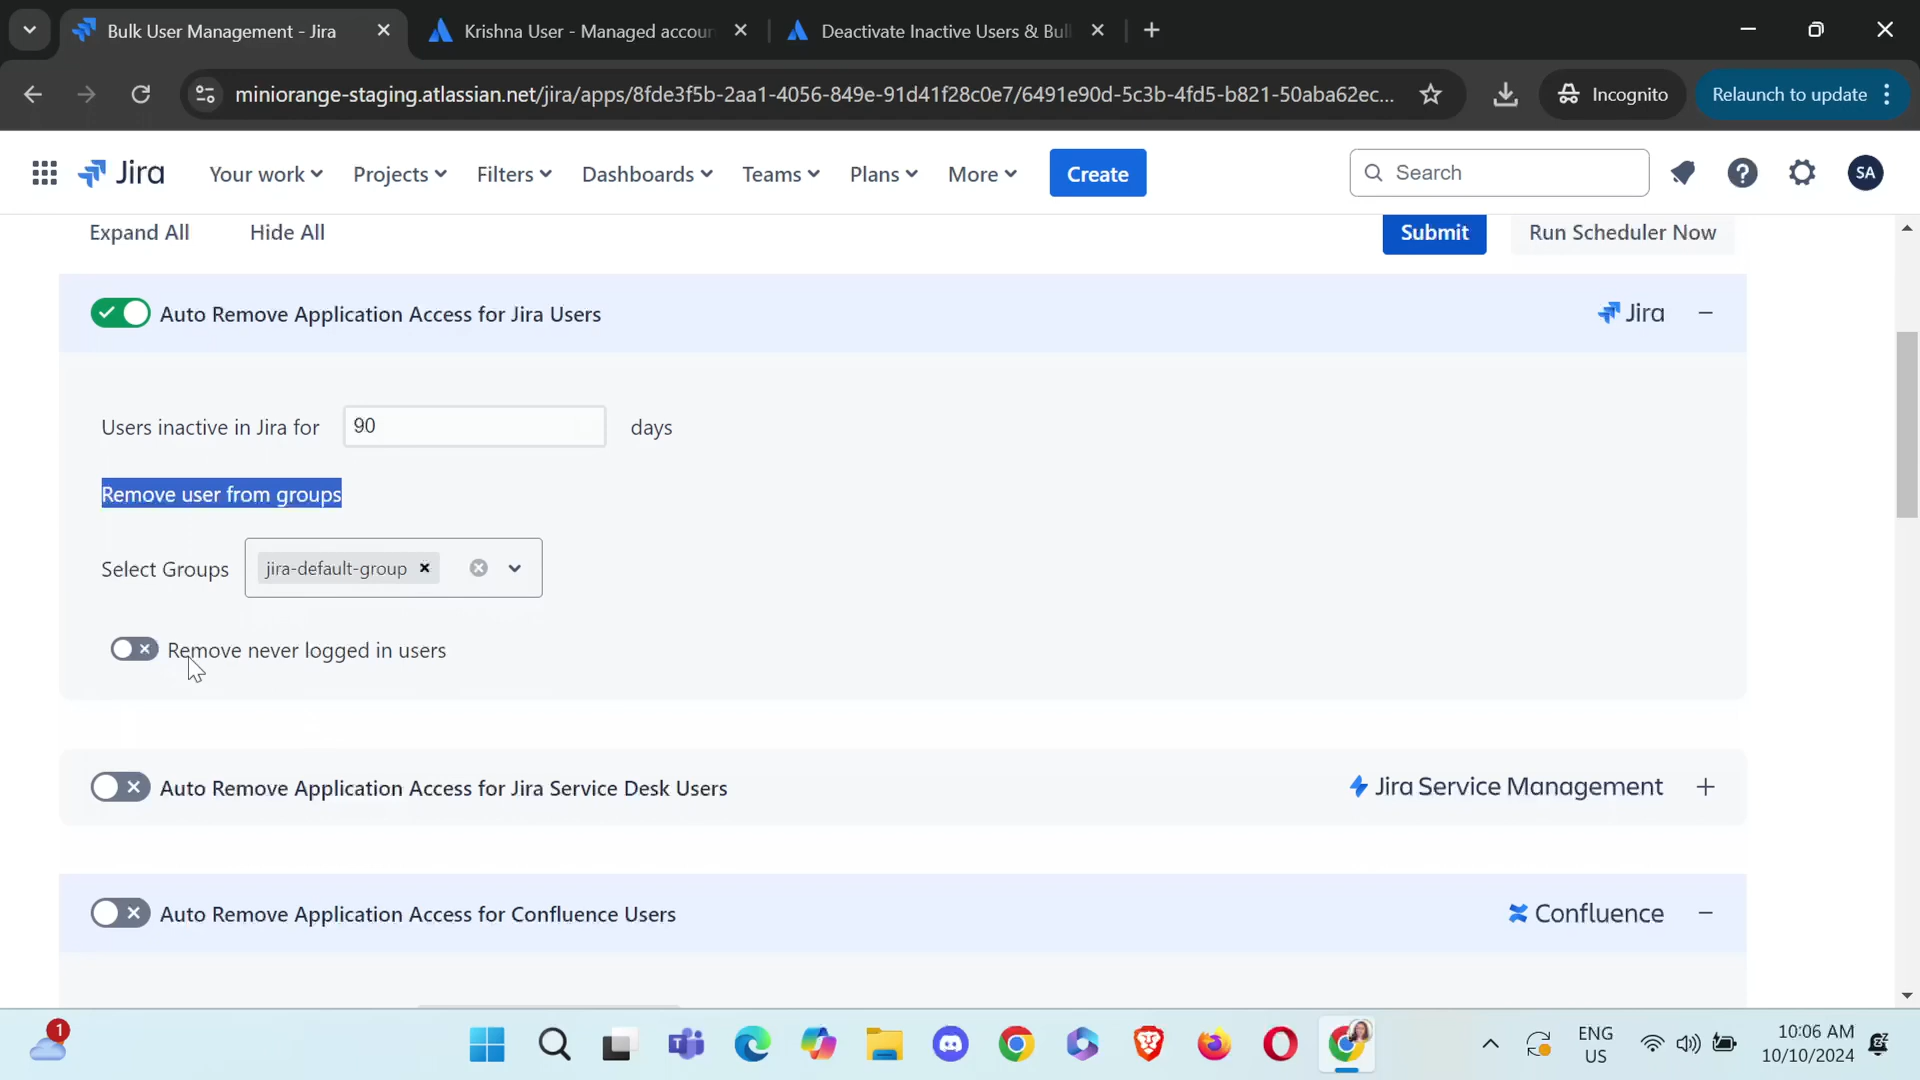 Bulk User Management - Jira
Krishna User - Managed accoun
Deactivate Inactive Users & Bul
miniorange-staging.atlassian.net/jira/apps/8fde3f5b-2aa1-4056-849e-91d41f28c0e7/6491e90d-5c3b-4fd5-b821-50aba62ec...
Incognito
Relaunch to update
Jira
Your work
Projects
Filters
Dashboards
Teams
Plans
More
Create
Search
SA
Expand All
Hide All
Submit
Run Scheduler Now
Auto Remove Application Access for Jira Users
Jira
Users inactive in Jira for
90
days
Remove user from groups
Select Groups
jira-default-group
Remove never logged in users
Auto Remove Application Access for Jira Service Desk Users
Jira Service Management
Auto Remove Application Access for Confluence Users
Confluence
1
ENG
US
10:06 AM
10/10/2024